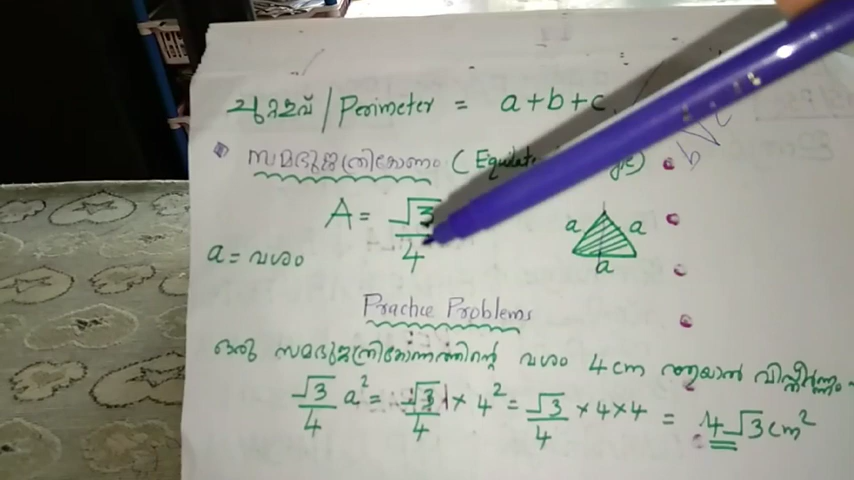 ചുറ്റളവ് / Perimeter = a+b+c
സമഭുജത്രികോണം (
A = √3/4
a = വശം
a a
a
Practice Problems
ഒരു സമഭുജത്രികോണത്തിന്റെ വശം 4cm ആയാൽ വിസ്തീർണ്ണം
√3/4 a² = √3/4 × 4² = √3/4 × 4 × 4 = 4√3 cm²